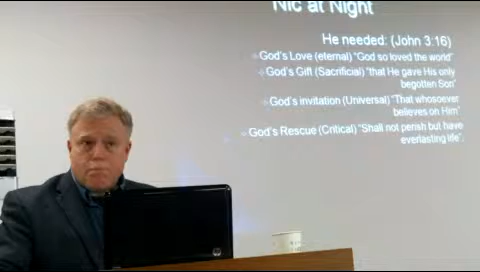 Nic at Night
He needed: (John 3:16)
God's Love (eternal) "God so loved the world"
God's Gift (Sacrificial) "that He gave His only
begotten Son"
God's invitation (Universal) "That whosoever
believes on Him"
God's Rescue (Critical) "Shall not perish but have
everlasting life".